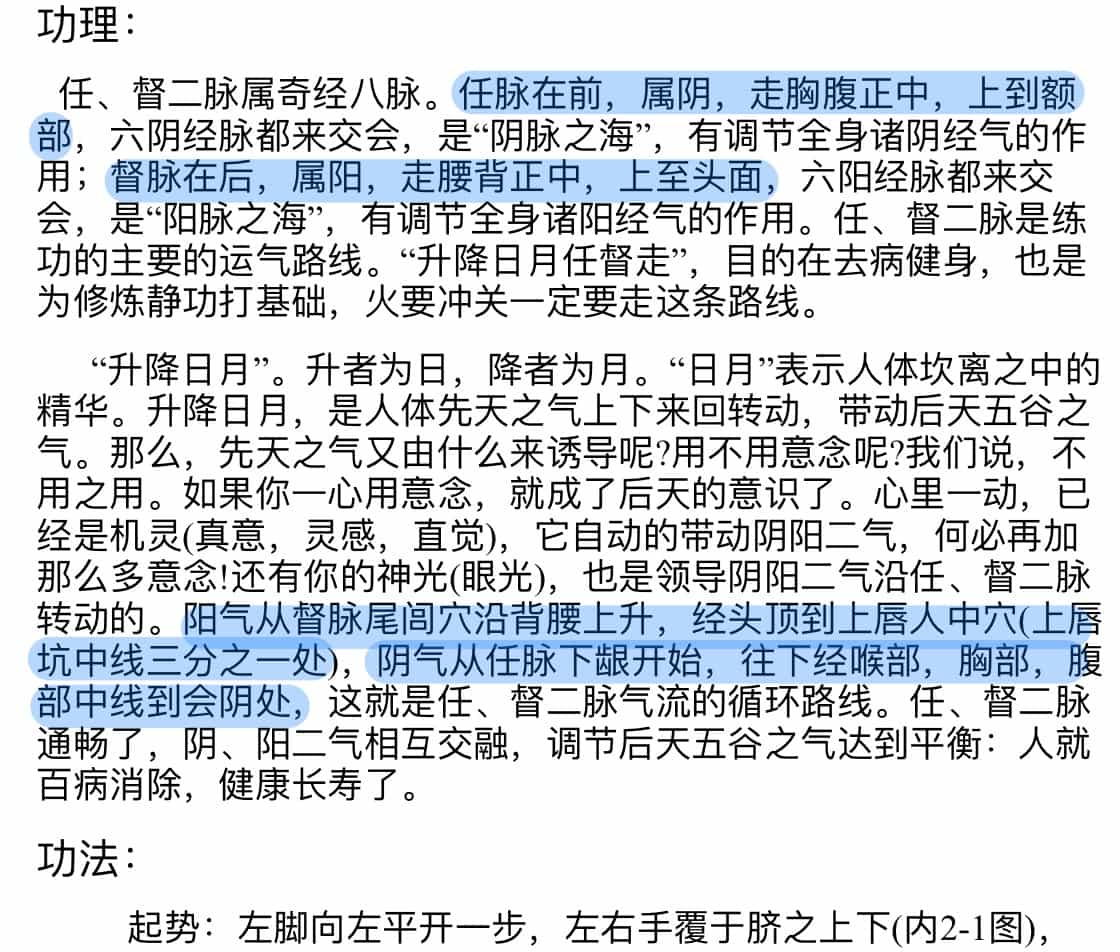 功理：
任、督二脉属奇经八脉。任脉在前，属阴，走胸腹正中，上到额
部，六阴经脉都来交会，是“阴脉之海”，有调节全身诸阴经气的作
用；督脉在后，属阳，走腰背正中，上至头面，六阳经脉都来交
会，是“阳脉之海”，有调节全身诸阳经气的作用。任、督二脉是练
功的主要的运气路线。“升降日月任督走”，目的在去病健身，也是
为修炼静功打基础，火要冲关一定要走这条路线。
“升降日月”。升者为日，降者为月。“日月”表示人体坎离之中的
精华。升降日月，是人体先天之气上下来回转动，带动后天五谷之
气。那么，先天之气又由什么来诱导呢?用不用意念呢?我们说，不
用之用。如果你一心用意念，就成了后天的意识了。心里一动，已
经是机灵(真意，灵感，直觉)，它自动的带动阴阳二气，何必再加
那么多意念!还有你的神光(眼光)，也是领导阴阳二气沿任、督二脉
转动的。阳气从督脉尾闾穴沿背腰上升，经头顶到上唇人中穴(上唇
坑中线三分之一处)，阴气从任脉下龈开始，往下经喉部，胸部，腹
部中线到会阴处，这就是任、督二脉气流的循环路线。任、督二脉
通畅了，阴、阳二气相互交融，调节后天五谷之气达到平衡：人就
百病消除，健康长寿了。
功法：
起势：左脚向左平开一步，左右手覆于脐之上下(内2-1图)，